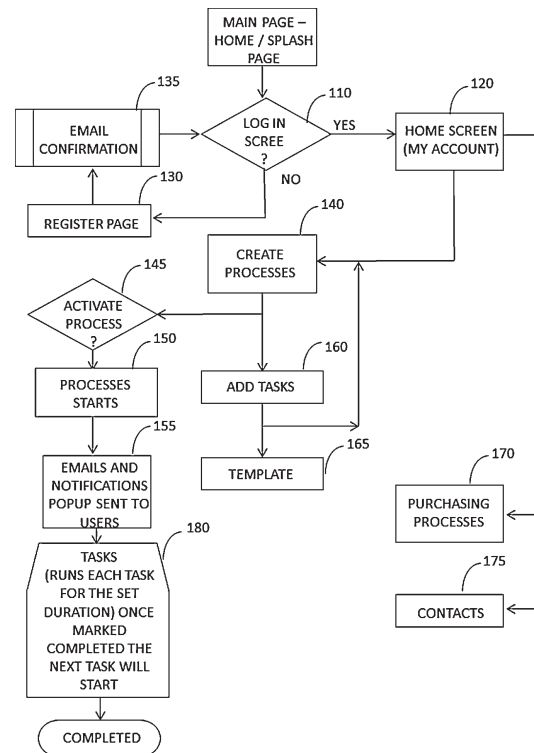 MAIN PAGE –
HOME / SPLASH
PAGE
135
110
120
EMAIL
CONFIRMATION
LOG IN
SCREE
?
YES
HOME SCREEN
(MY ACCOUNT)
NO
130
REGISTER PAGE
140
CREATE
PROCESSES
145
ACTIVATE
PROCESS
?
150
PROCESSES
STARTS
160
ADD TASKS
155
165
TEMPLATE
EMAILS AND
NOTIFICATIONS
POPUP SENT TO
USERS
170
PURCHASING
PROCESSES
180
TASKS
(RUNS EACH TASK
FOR THE SET
DURATION) ONCE
MARKED
COMPLETED THE
NEXT TASK WILL
START
175
CONTACTS
COMPLETED